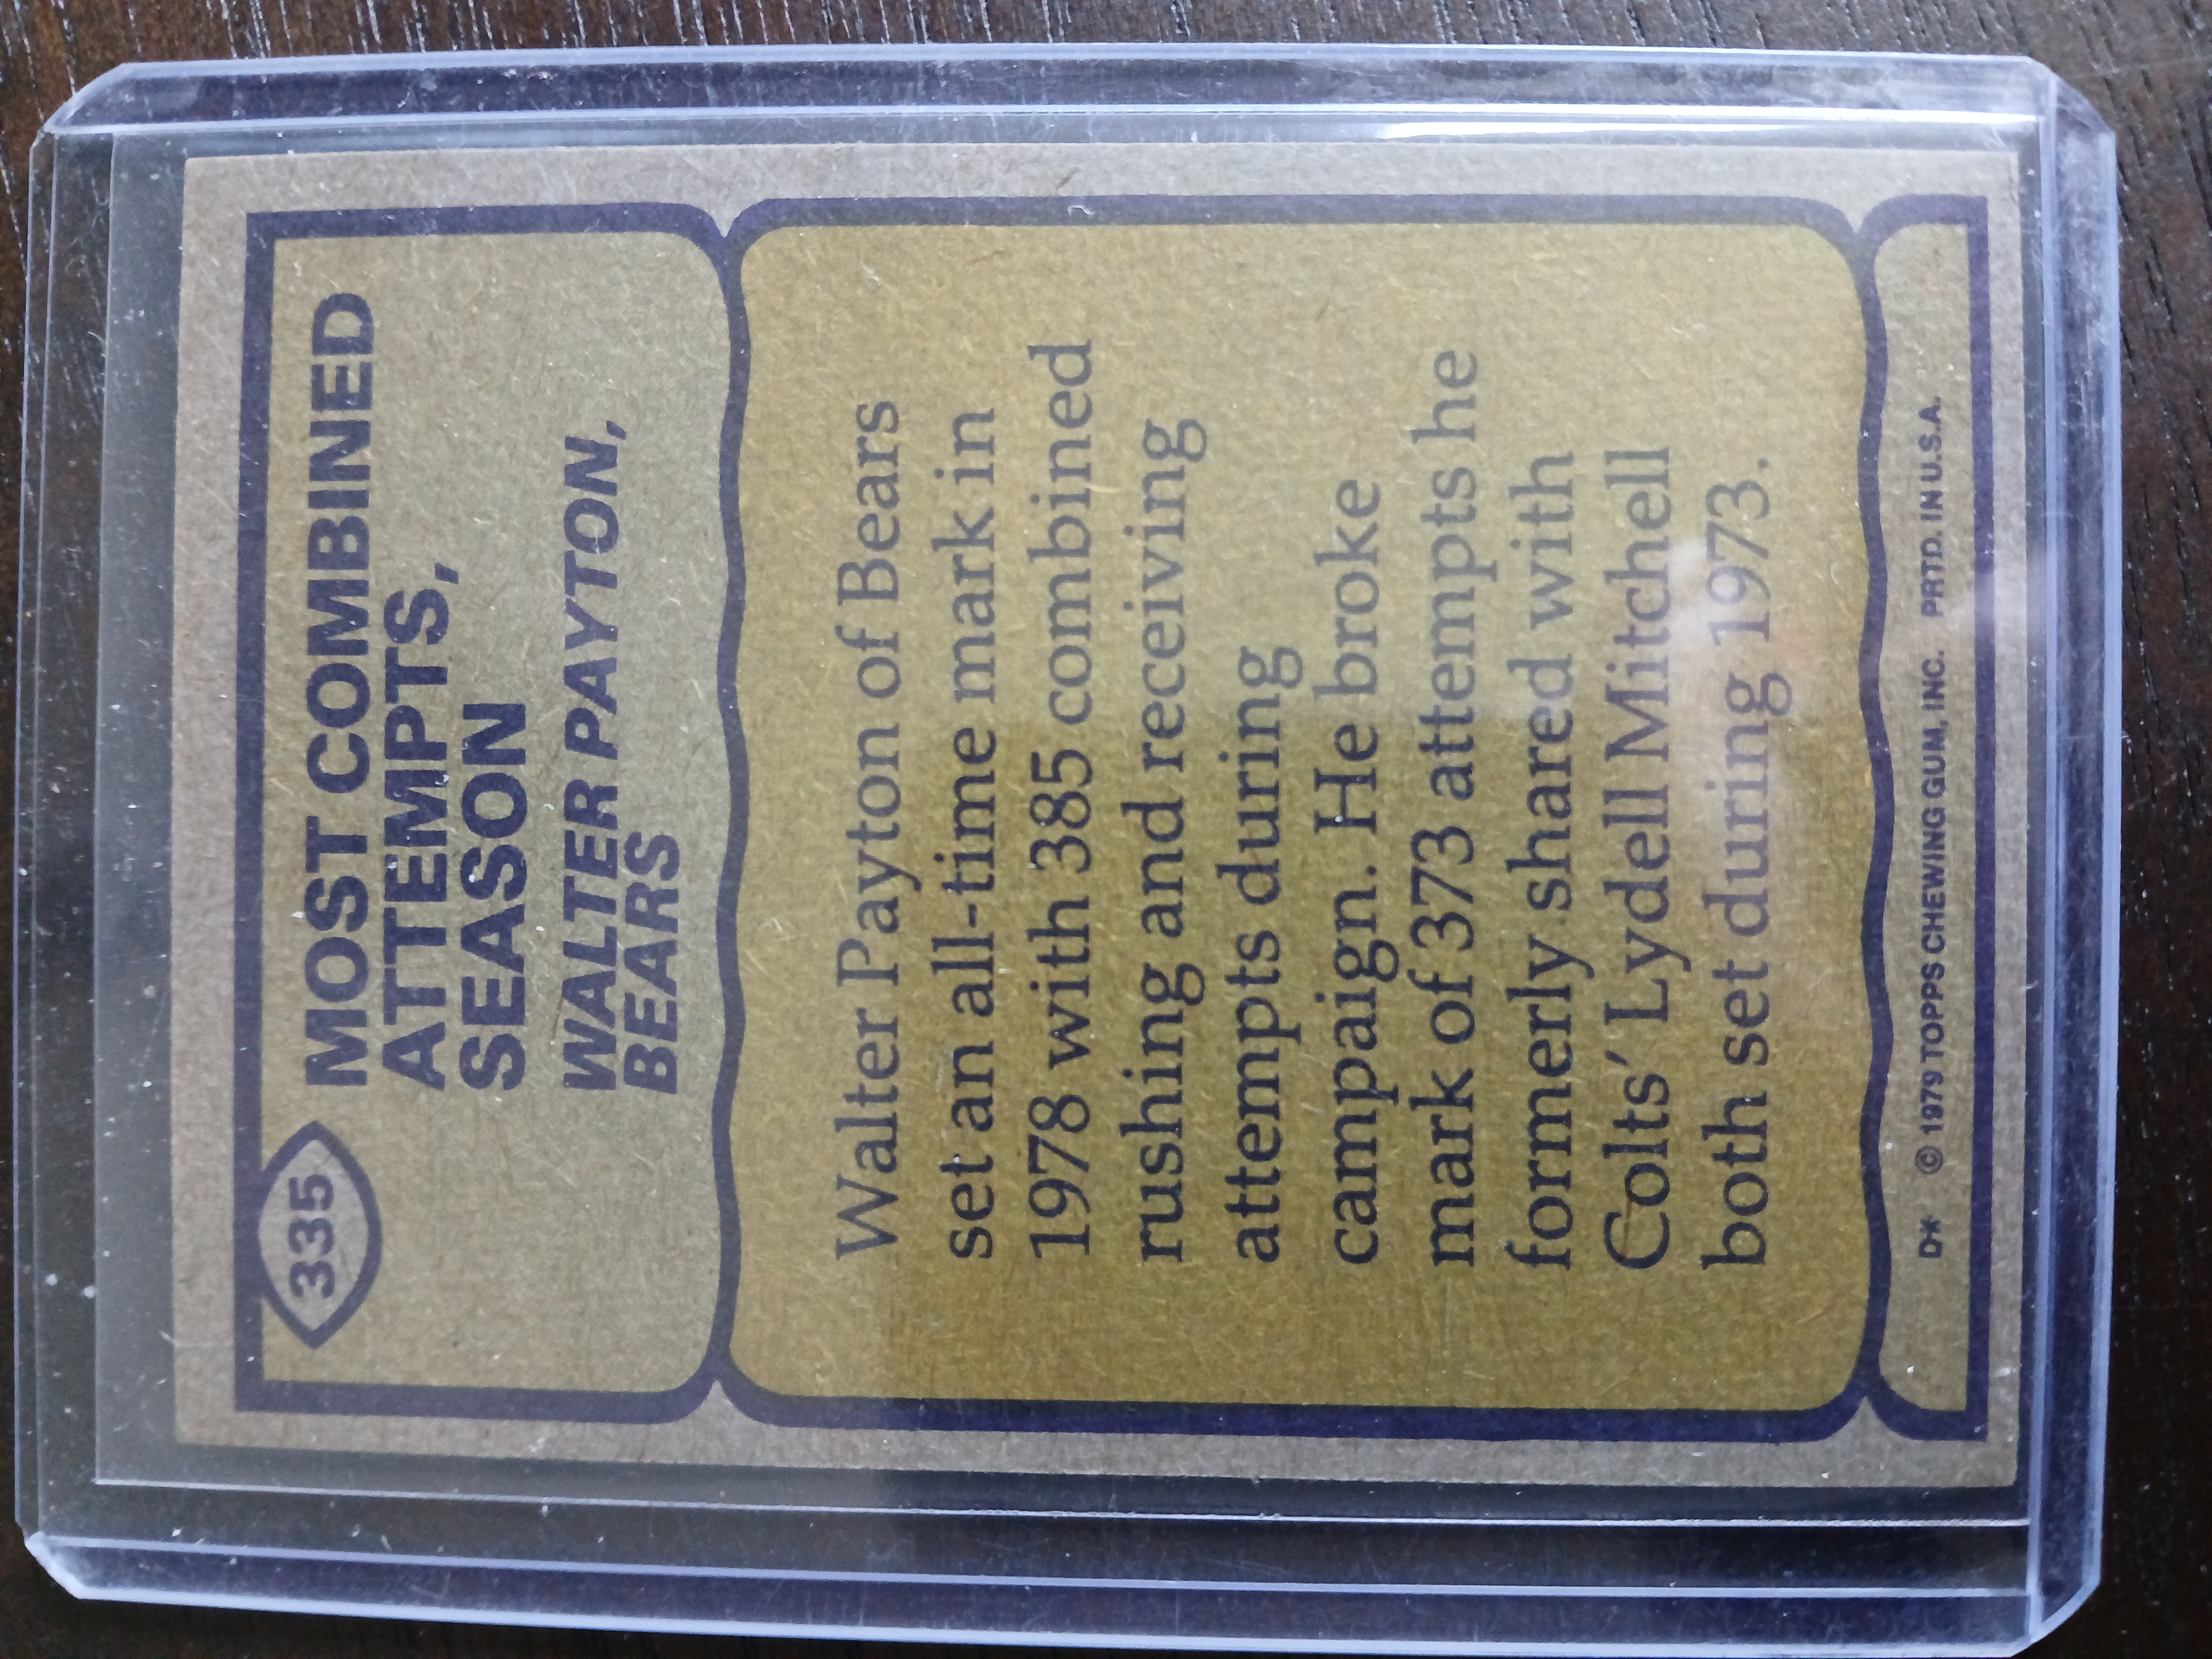 335
MOST COMBINED
ATTEMPTS,
SEASON
WALTER PAYTON,
BEARS
Walter Payton of Bears
set an all-time mark in
1978 with 385 combined
rushing and receiving
attempts during
campaign. He broke
mark of 373 attempts he
formerly shared with
Colts' Lydell Mitchell
both set during 1973.
D* © 1979 TOPPS CHEWING GUM, INC. PRTD. IN U.S.A.